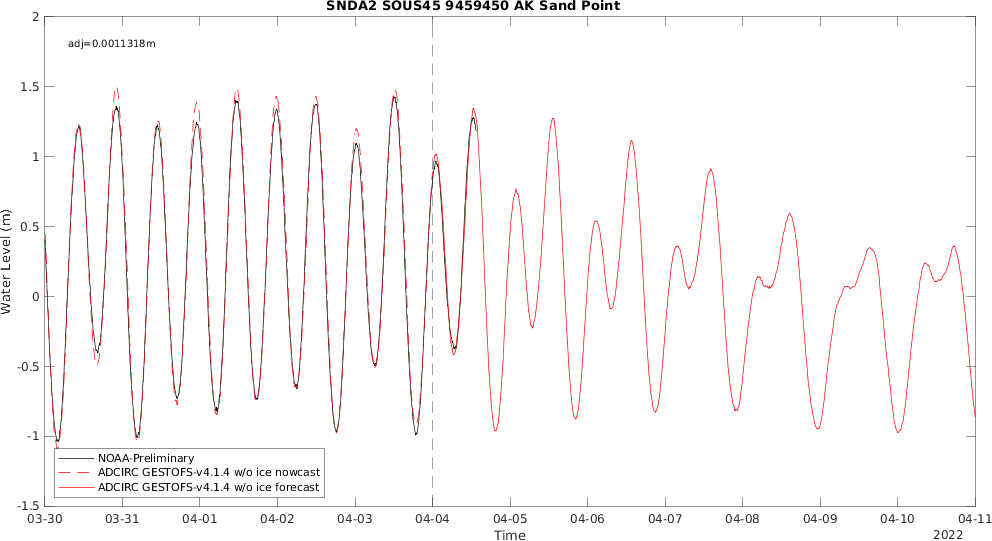 SNDA2 SOUS45 9459450 AK Sand Point
adj=0.0011318m
2
1.5
1
0.5
0
-0.5
-1
-1.5
Water Level (m)
NOAA-Preliminary
ADCIRC GESTOFS-v4.1.4 w/o ice nowcast
ADCIRC GESTOFS-v4.1.4 w/o ice forecast
03-30 03-31 04-01 04-02 04-03 04-04 04-05 04-06 04-07 04-08 04-09 04-10 04-11
Time
2022